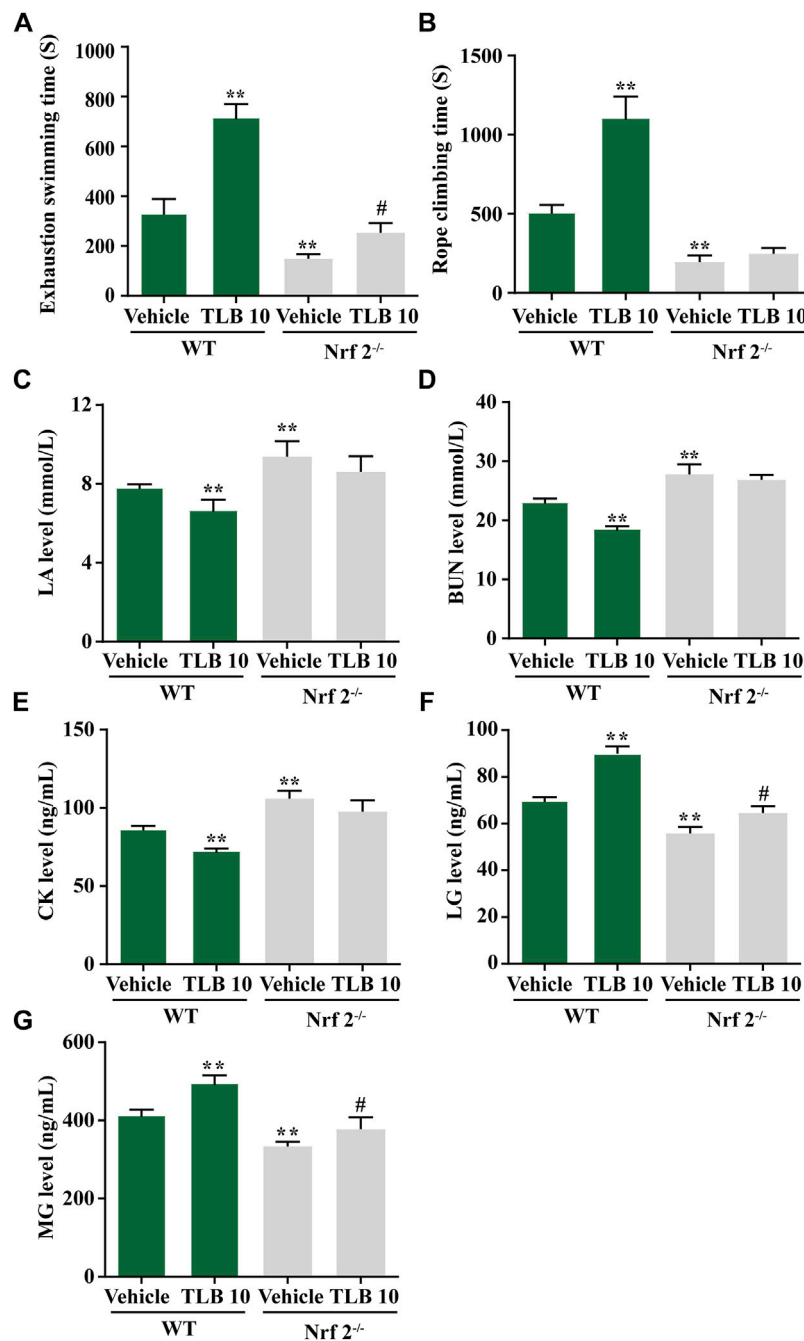 A
Exhaustion swimming time (S)
1000
800
600
400
200
0
**
**
#
Vehicle TLB 10 Vehicle TLB 10
WT Nrf 2-/-
B
Rope climbing time (S)
1500
1000
500
0
**
**
Vehicle TLB 10 Vehicle TLB 10
WT Nrf 2-/-
C
LA level (mmol/L)
12
8
4
0
**
**
Vehicle TLB 10 Vehicle TLB 10
WT Nrf 2-/-
D
BUN level (mmol/L)
40
30
20
10
0
**
**
Vehicle TLB 10 Vehicle TLB 10
WT Nrf 2-/-
E
CK level (ng/mL)
150
100
50
0
**
**
Vehicle TLB 10 Vehicle TLB 10
WT Nrf 2-/-
F
LG level (ng/mL)
100
80
60
40
20
0
**
**
#
Vehicle TLB 10 Vehicle TLB 10
WT Nrf 2-/-
G
MG level (ng/mL)
600
400
200
0
**
**
#
Vehicle TLB 10 Vehicle TLB 10
WT Nrf 2-/-